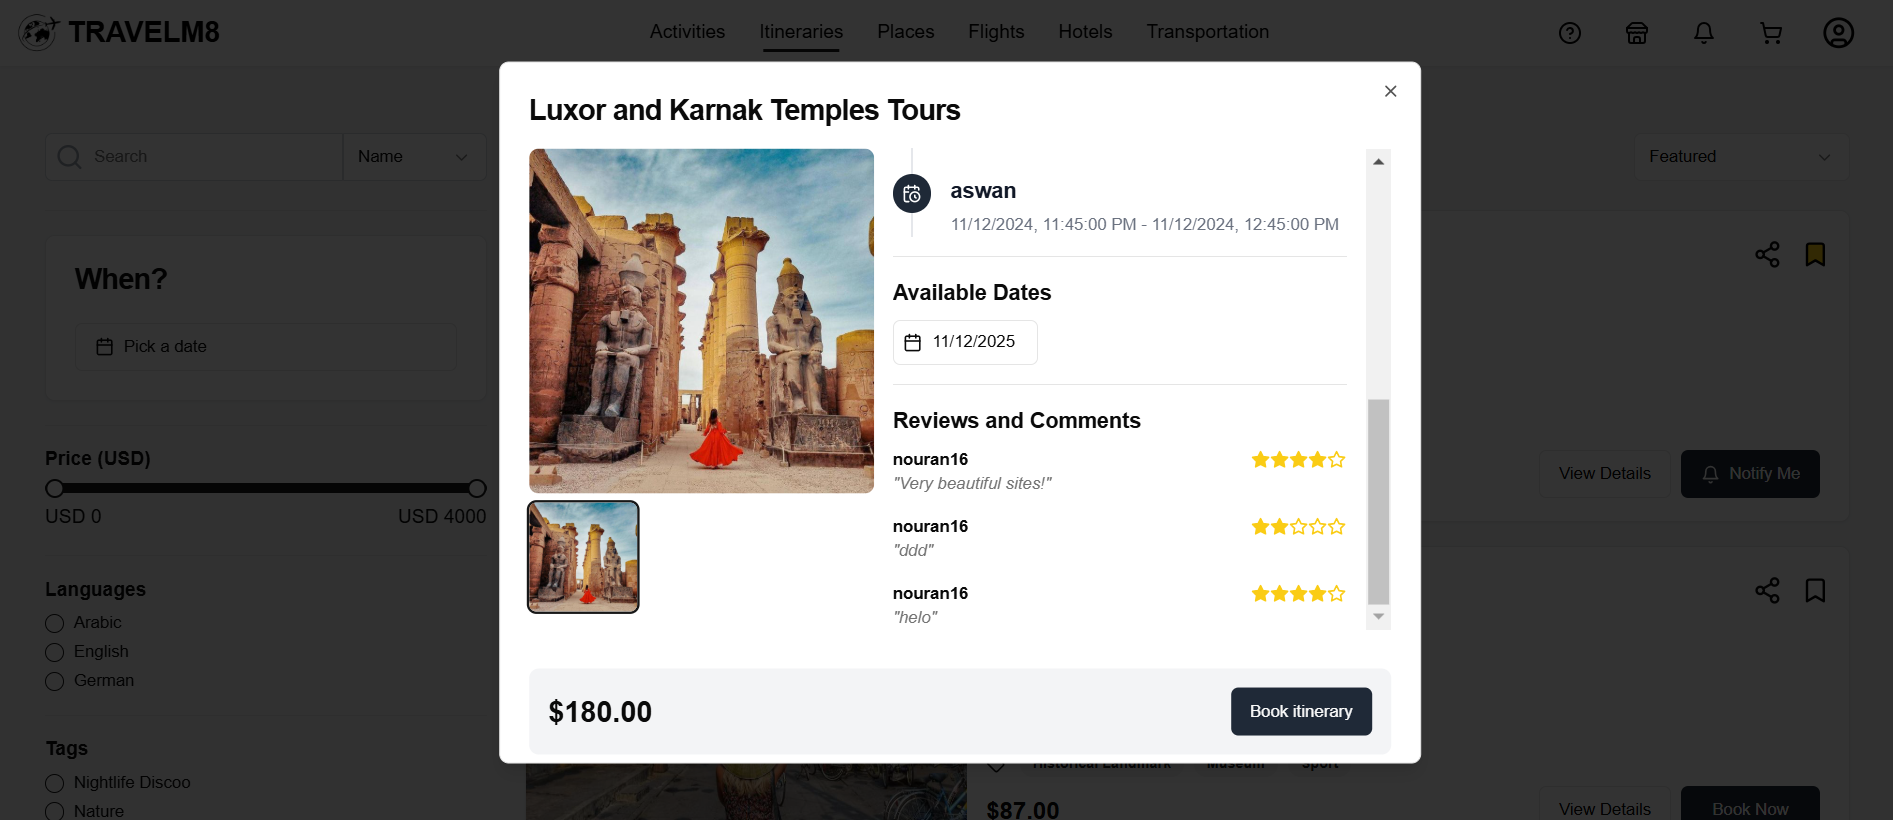 TRAVELM8
Activities
Itineraries
Places
Flights
Hotels
Transportation
Search
Name
Featured
When?
Pick a date
Price (USD)
USD 0
USD 4000
Languages
Arabic
English
German
Tags
Nightlife Discoo
Nature
Luxor and Karnak Temples Tours
aswan
11/12/2024, 11:45:00 PM - 11/12/2024, 12:45:00 PM
Available Dates
11/12/2025
Reviews and Comments
nouran16
"Very beautiful sites!"
nouran16
"ddd"
nouran16
"helo"
$180.00
Book itinerary
View Details
Notify Me
Historical Landmark
Museum
sport
$87.00
View Details
Book Now